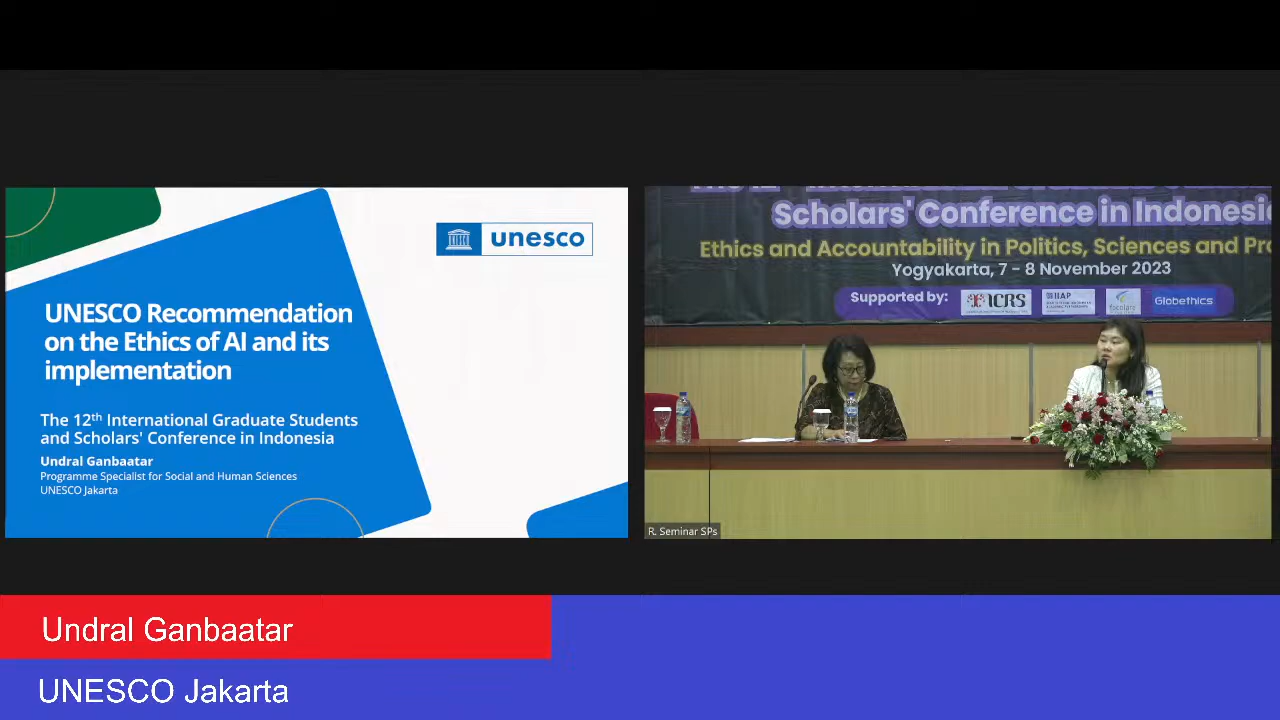 unesco
UNESCO Recommendation
on the Ethics of AI and its
implementation
The 12th International Graduate Students
and Scholars' Conference in Indonesia
Undral Ganbaatar
Programme Specialist for Social and Human Sciences
UNESCO Jakarta
Scholars' Conference in Indonesi
Ethics and Accountability in Politics, Sciences and Pro
Yogyakarta, 7 - 8 November 2023
Supported by:
ICRS
IIAP
focolare
Globethics
R. Seminar SPs
Undral Ganbaatar
UNESCO Jakarta